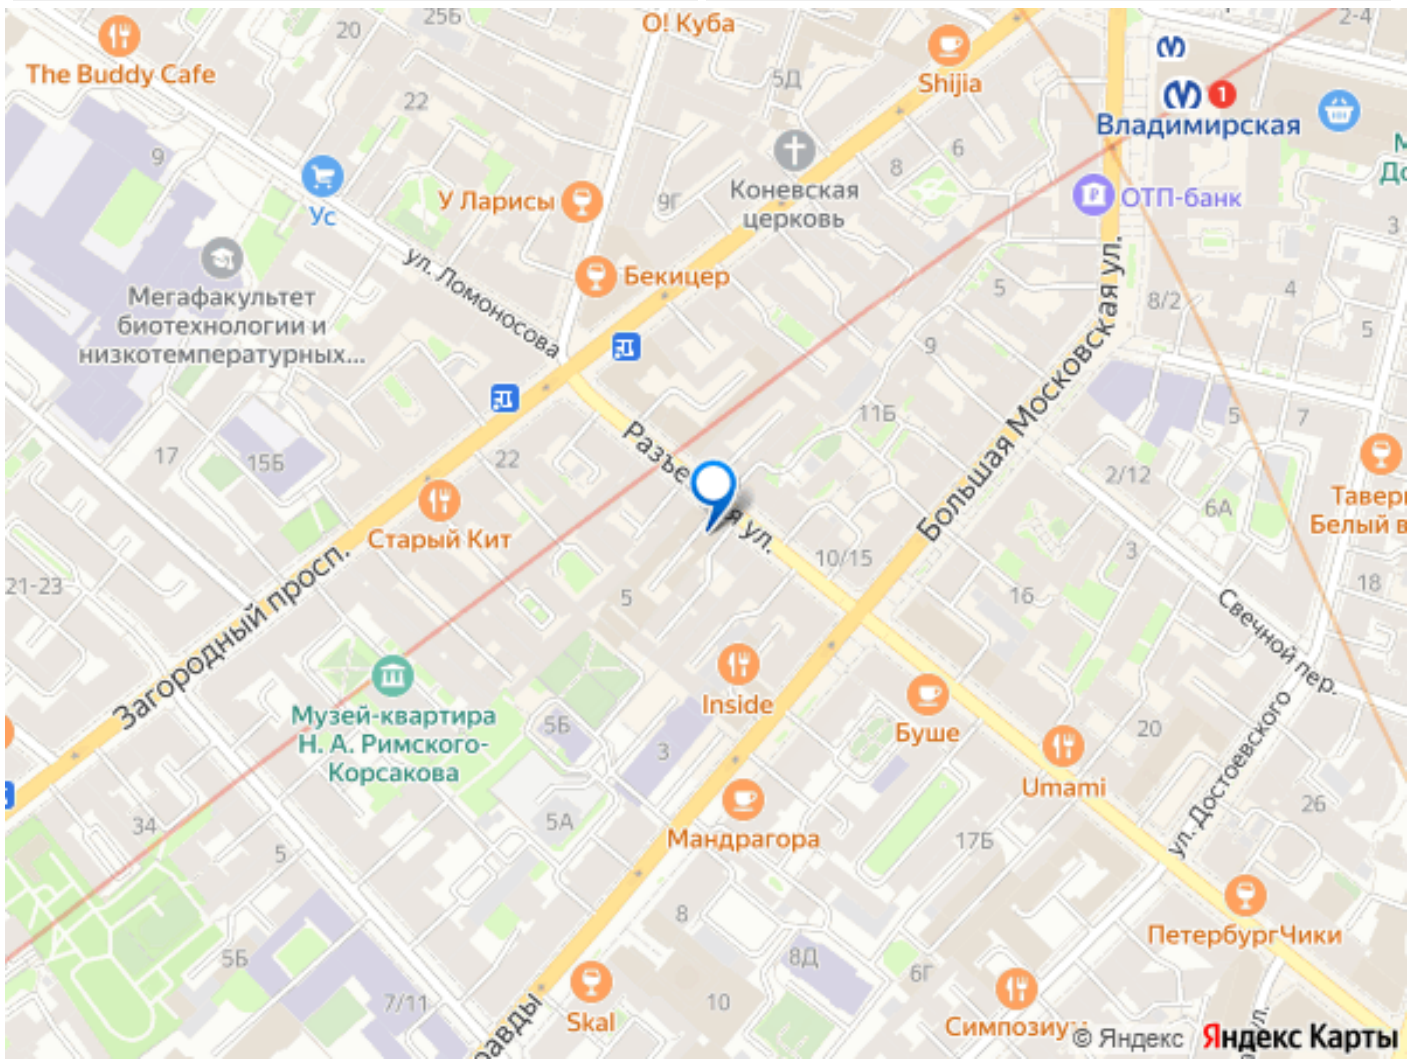 О! Куба
25Б
20
2-4
The Buddy Cafe
Shijia
5Д
22
1
Владимирская
9
Коневская
церковь
8
6
ОТП-банк
У Ларисы
9Г
Ус
3
ул. Ломоносова
Бекицер
Мегафакультет
биотехнологии и
низкотемпературных...
5
8/2
4
5
9
Большая Московская ул.
11Б
5
7
17
15Б
22
2/12
6А
Старый Кит
10/15
3
18
21-23
5
16
Свечной пер.
Загородный просп.
Inside
Музей-квартира
Н. А. Римского-
Корсакова
5Б
3
Буше
20
Umami
ул. Достоевского
26
34
5
5А
Мандрагора
17Б
8
ПетербургЧики
5Б
8Д
6Г
7/11
10
Skal
© Яндекс
Яндекс Карты